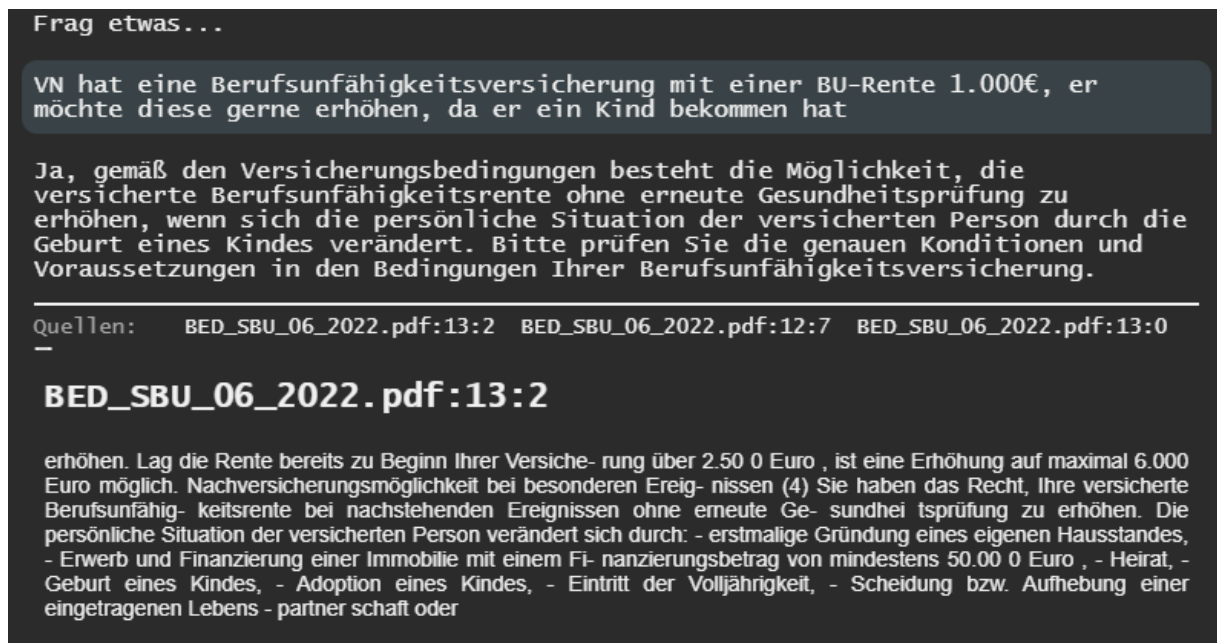 Frag etwas...
VN hat eine Berufsunfähigkeitsversicherung mit einer BU-Rente 1.000€, er
möchte diese gerne erhöhen, da er ein Kind bekommen hat
Ja, gemäß den Versicherungsbedingungen besteht die Möglichkeit, die
versicherte Berufsunfähigkeitsrente ohne erneute Gesundheitsprüfung zu
erhöhen, wenn sich die persönliche Situation der versicherten Person durch die
Geburt eines Kindes verändert. Bitte prüfen Sie die genauen Konditionen und
Voraussetzungen in den Bedingungen Ihrer Berufsunfähigkeitsversicherung.
Quellen: BED_SBU_06_2022.pdf:13:2 BED_SBU_06_2022.pdf:12:7 BED_SBU_06_2022.pdf:13:0
BED_SBU_06_2022.pdf:13:2
erhöhen. Lag die Rente bereits zu Beginn Ihrer Versiche- rung über 2.50 0 Euro , ist eine Erhöhung auf maximal 6.000
Euro möglich. Nachversicherungsmöglichkeit bei besonderen Ereig- nissen (4) Sie haben das Recht, Ihre versicherte
Berufsunfähig- keitsrente bei nachstehenden Ereignissen ohne erneute Ge- sundhei tsprüfung zu erhöhen. Die
persönliche Situation der versicherten Person verändert sich durch: - erstmalige Gründung eines eigenen Hausstandes,
- Erwerb und Finanzierung einer Immobilie mit einem Fi- nanzierungsbetrag von mindestens 50.00 0 Euro , - Heirat, -
Geburt eines Kindes, - Adoption eines Kindes, - Eintritt der Volljährigkeit, - Scheidung bzw. Aufhebung einer
eingetragenen Lebens - partner schaft oder